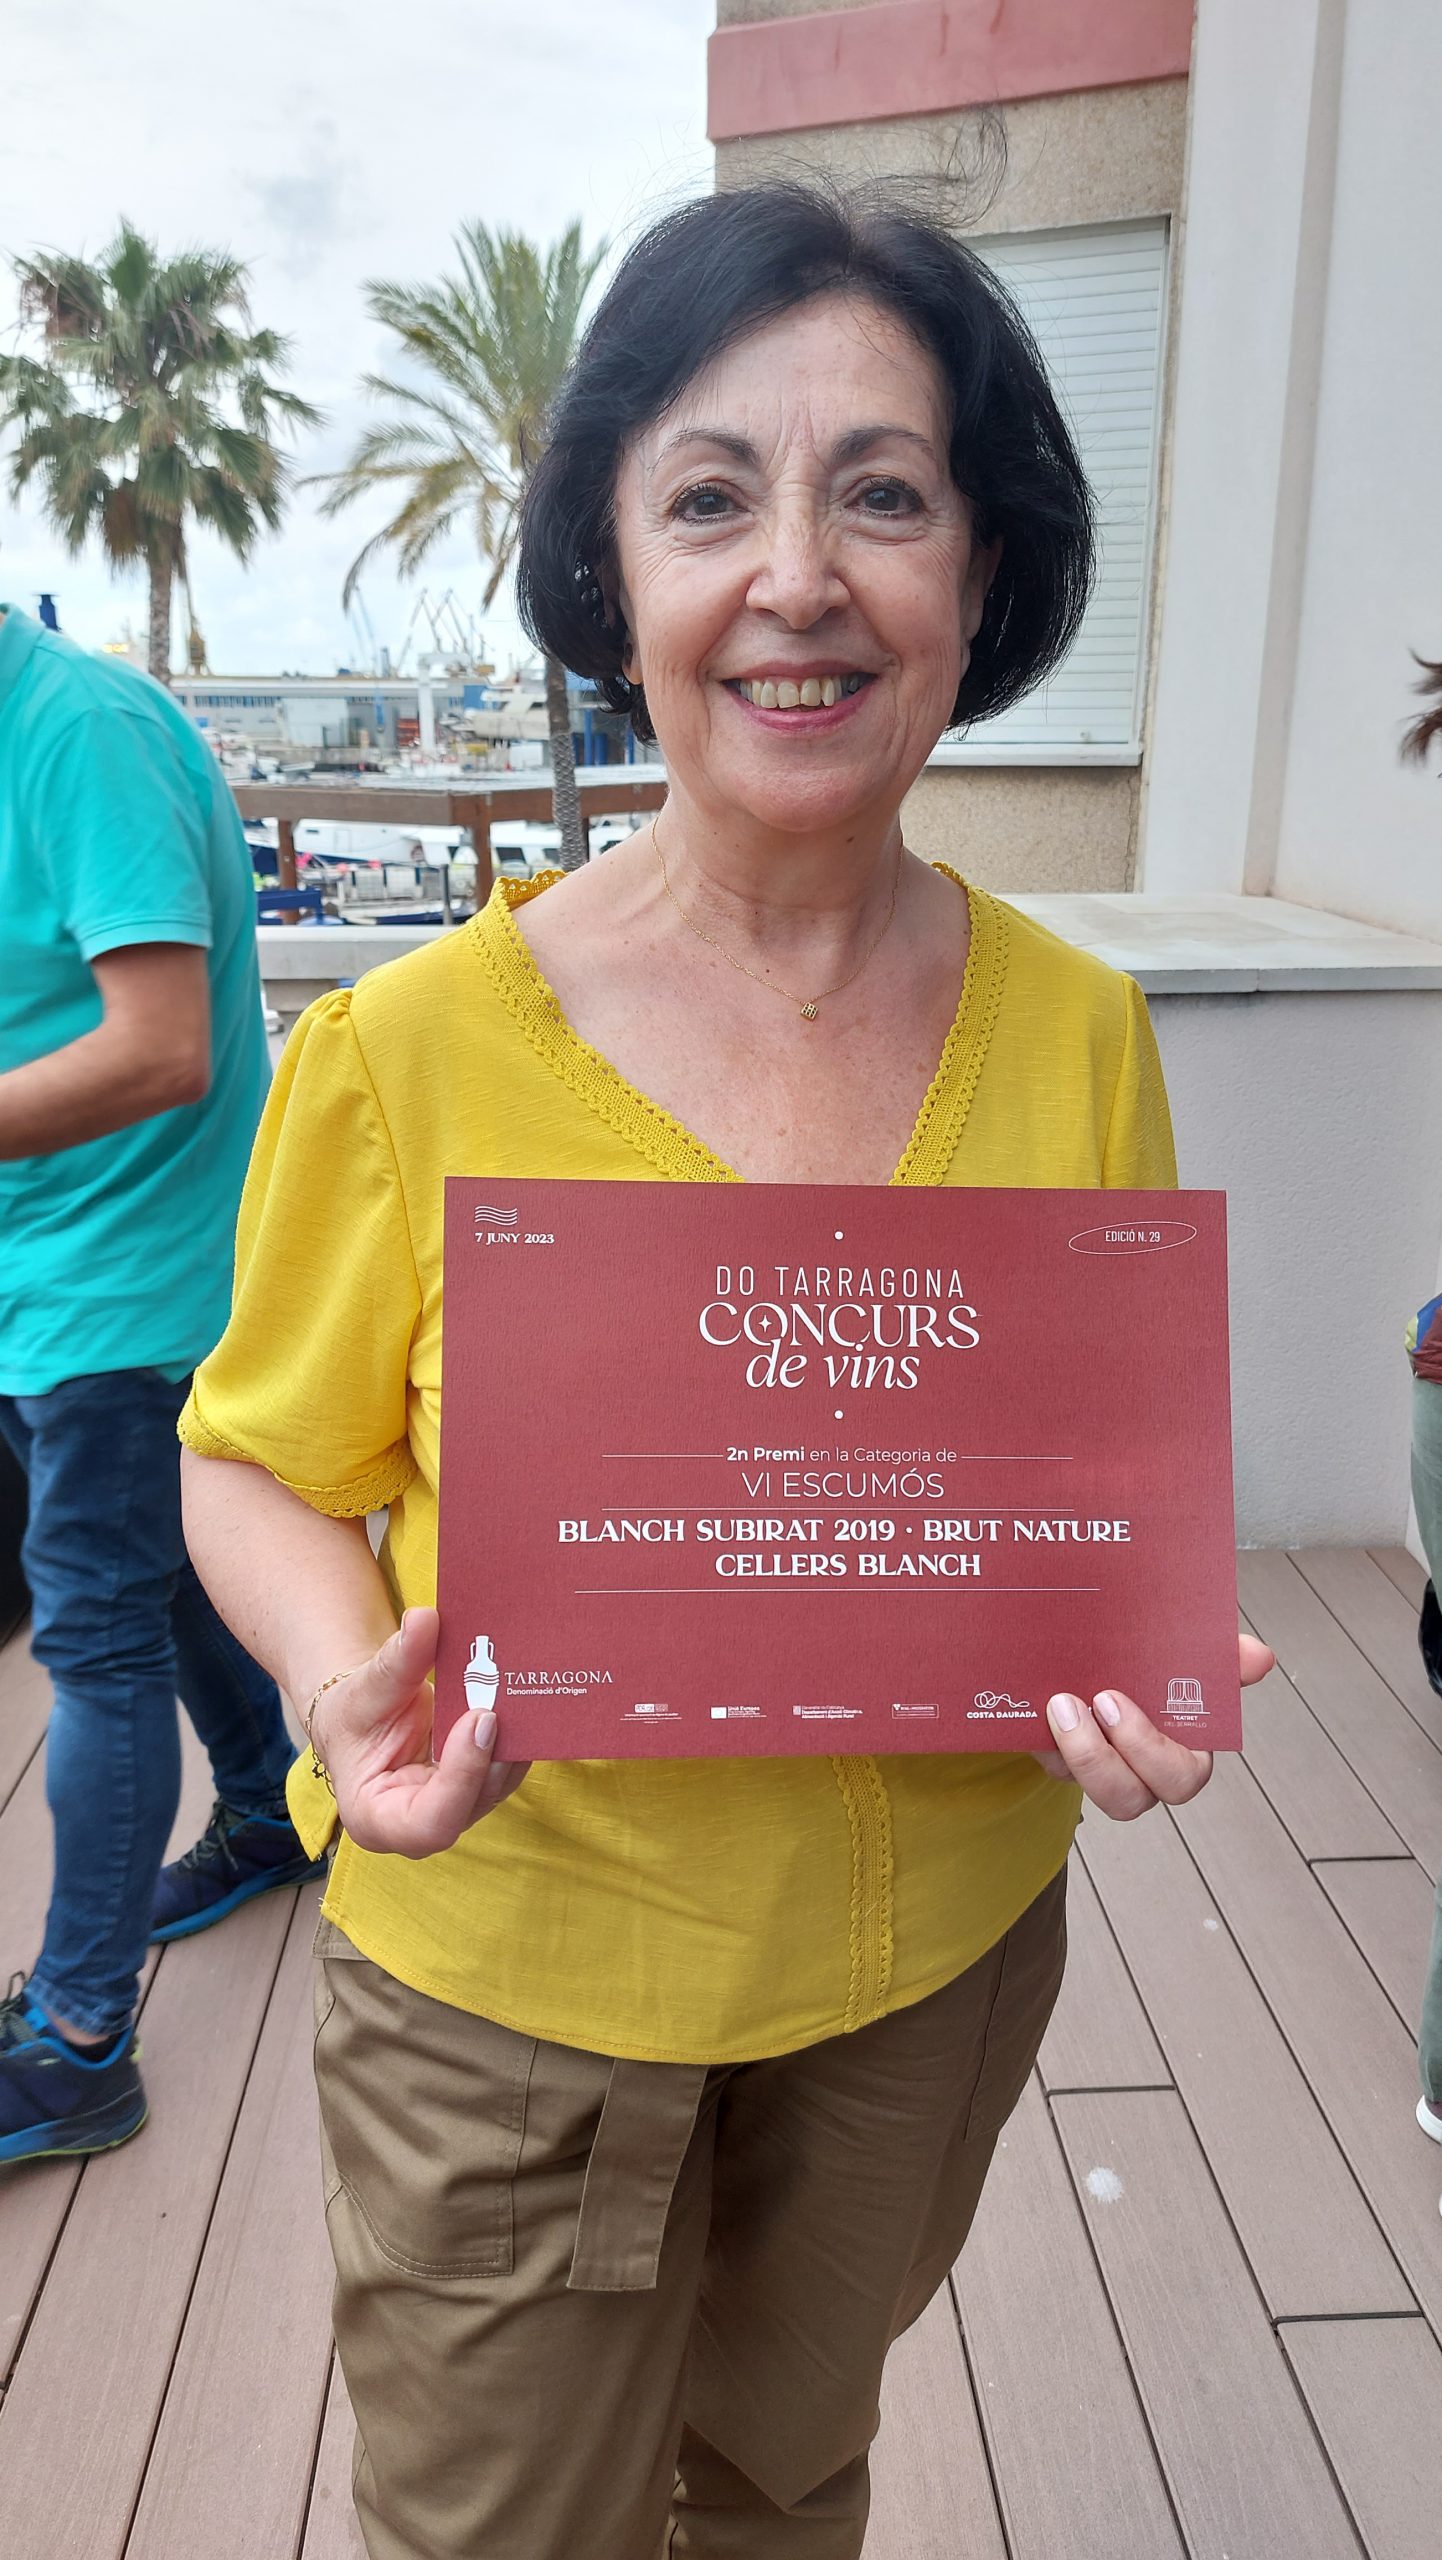 7 JUNY 2023
EDICIÓ N. 29
DO TARRAGONA
CONCURS
de vins
2n Premi en la Categoria de
VI ESCUMÓS
BLANCH SUBIRAT 2019 · BRUT NATURE
CELLERS BLANCH
TARRAGONA
Denominació d'Origen
COSTA DAURADA
TEATRET
DEL SERRALLO